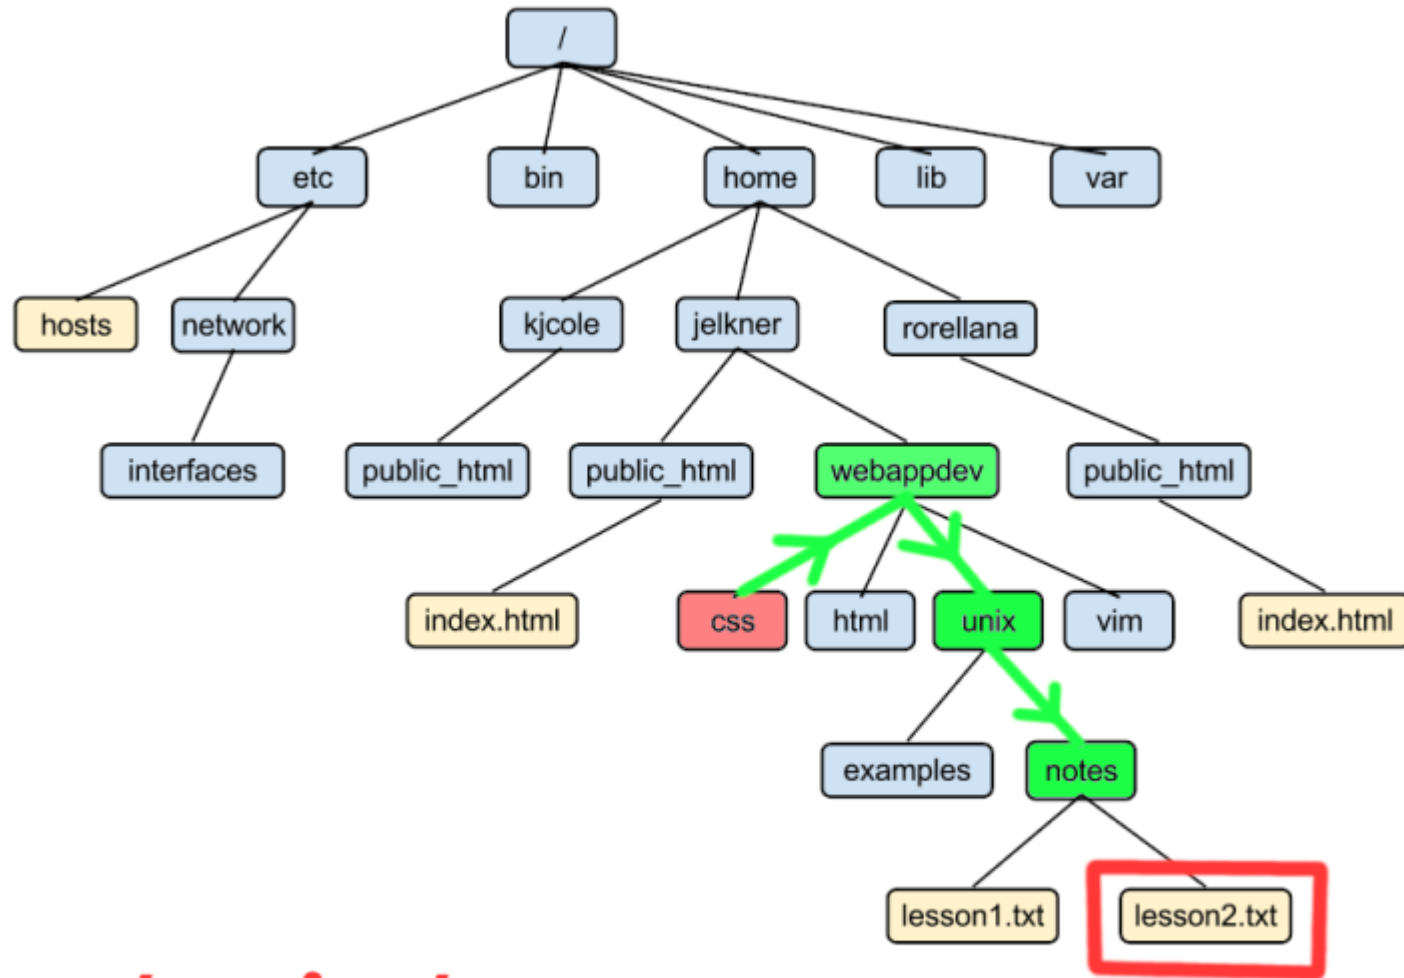 /
etc bin home lib var
hosts network kjcole jelkner rorellana
interfaces public_html public_html webappdev public_html
index.html css html unix vim index.html
examples notes
lesson1.txt lesson2.txt